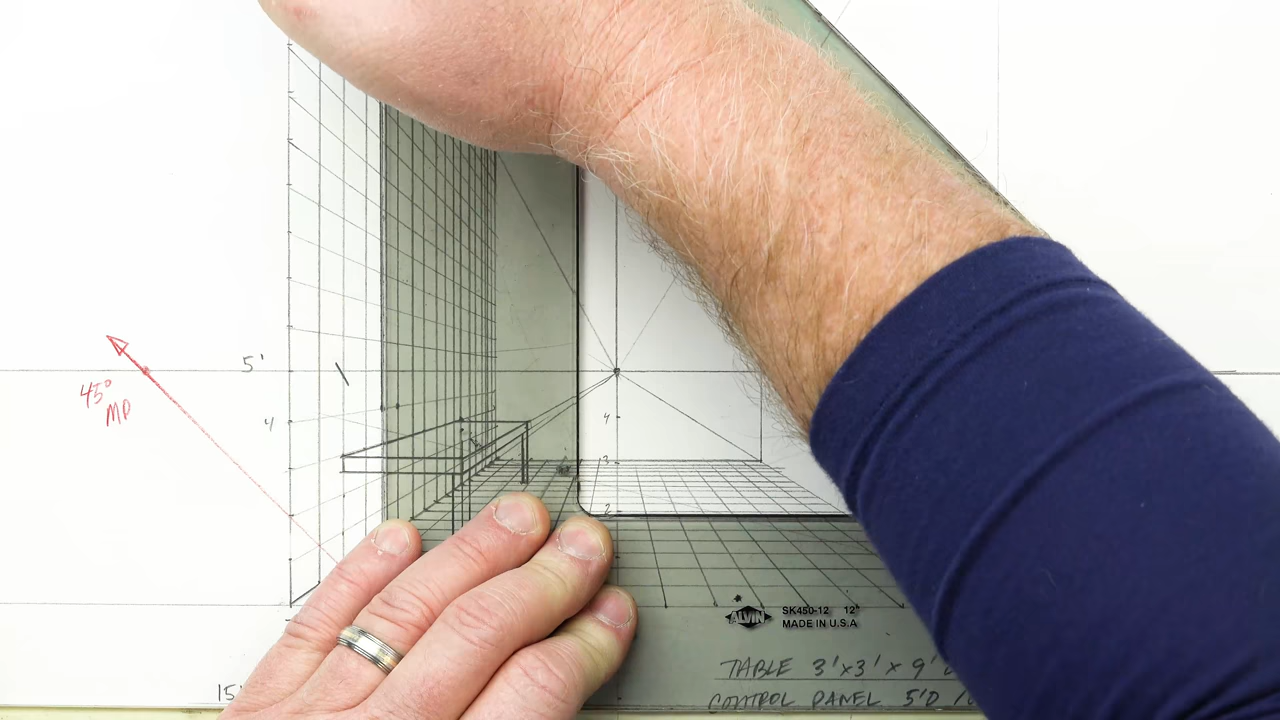 5'
45°
MP
4
4
3
2
ALVIN
SK450-12 12"
MADE IN U.S.A
TABLE 3'x3'x9'
15'
CONTROL PANEL 5'D